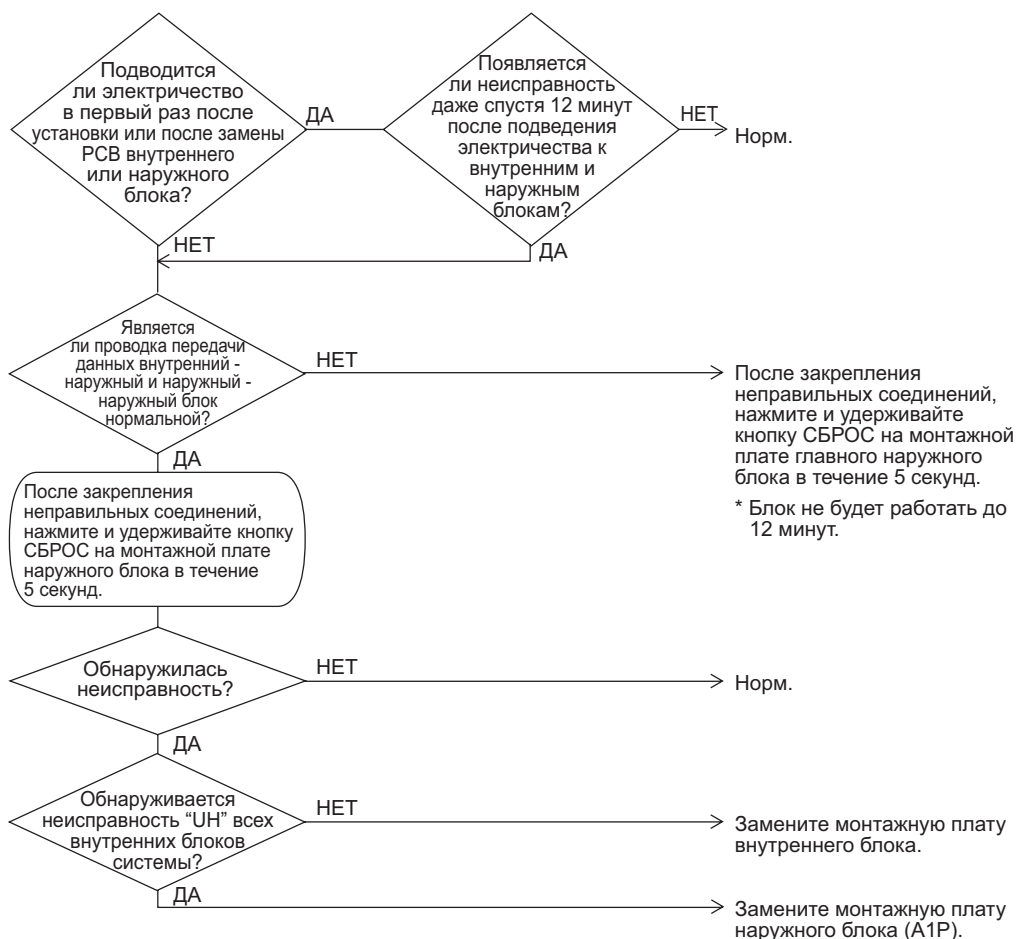 Подводится
ли электричество
в первый раз после
установки или после замены
PCB внутреннего
или наружного
блока?
ДА
Появляется
ли неисправность
даже спустя 12 минут
после подведения
электричества к
внутренним и
наружным
блокам?
НЕТ
Норм.
НЕТ
ДА
Является
ли проводка передачи
данных внутренний -
наружный и наружный -
наружный блок
нормальной?
НЕТ
После закрепления
неправильных соединений,
нажмите и удерживайте
кнопку СБРОС на монтажной
плате главного наружного
блока в течение 5 секунд.
* Блок не будет работать до
12 минут.
ДА
После закрепления
неправильных соединений,
нажмите и удерживайте кнопку
СБРОС на монтажной плате
наружного блока в течение
5 секунд.
Обнаружилась
неисправность?
НЕТ
Норм.
ДА
Обнаруживается
неисправность “UH” всех
внутренних блоков
системы?
НЕТ
Замените монтажную плату
внутреннего блока.
ДА
Замените монтажную плату
наружного блока (A1P).